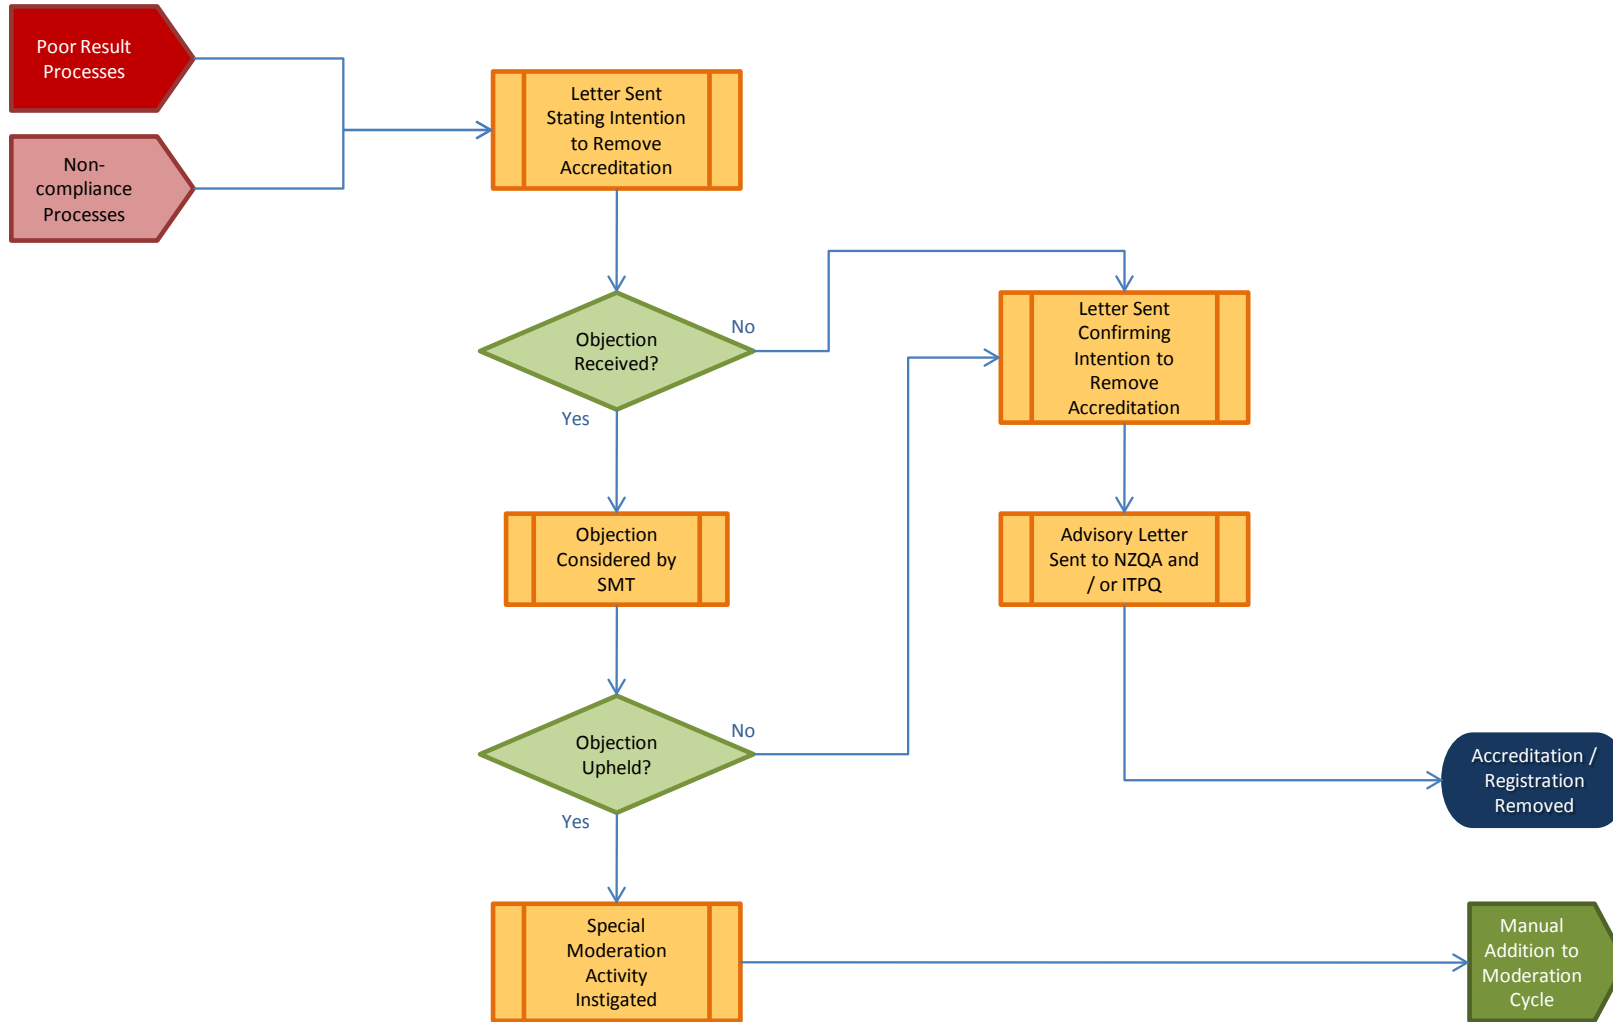 Poor Result
Processes
Non-
compliance
Processes
Letter Sent
Stating Intention
to Remove
Accreditation
Objection
Received?
No
Yes
Letter Sent
Confirming
Intention to
Remove
Accreditation
Objection
Considered by
SMT
Advisory Letter
Sent to NZQA and
/ or ITPQ
Objection
Upheld?
No
Yes
Accreditation /
Registration
Removed
Special
Moderation
Activity
Instigated
Manual
Addition to
Moderation
Cycle